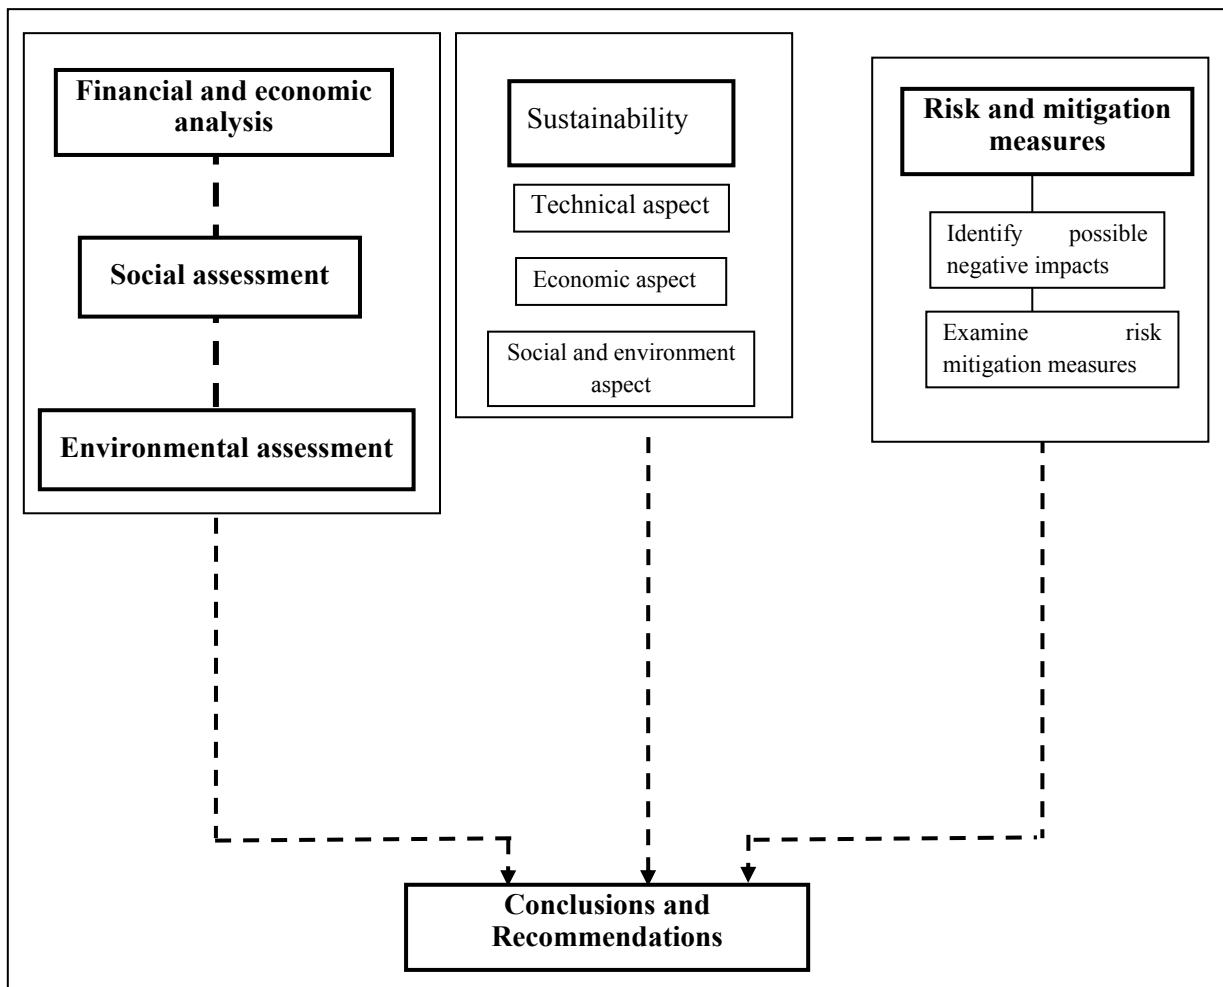 Financial and economic
analysis
Social assessment
Environmental assessment
Sustainability
Technical aspect
Economic aspect
Social and environment
aspect
Risk and mitigation
measures
Identify possible
negative impacts
Examine risk
mitigation measures
Conclusions and
Recommendations